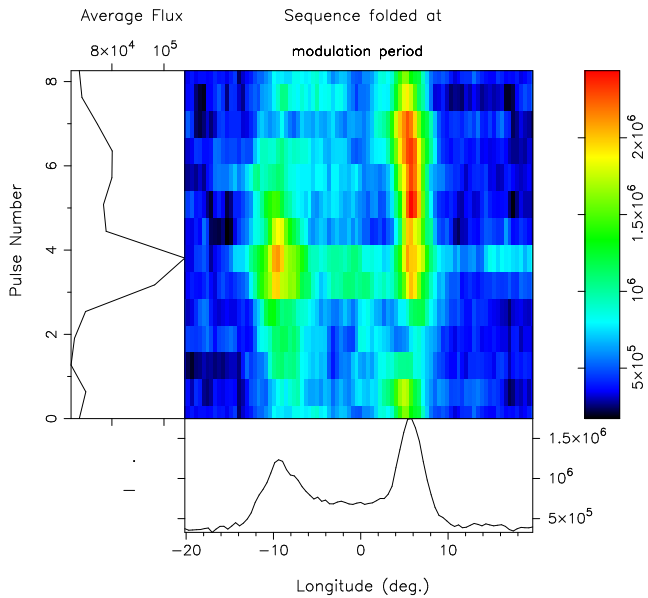 Average Flux
Sequence folded at
8×10⁴ 10⁵
modulation period
8
6
4
2
0
Pulse Number
2×10⁶
1.5×10⁶
10⁶
5×10⁵
1.5×10⁶
10⁶
5×10⁵
−20 −10 0 10
Longitude (deg.)